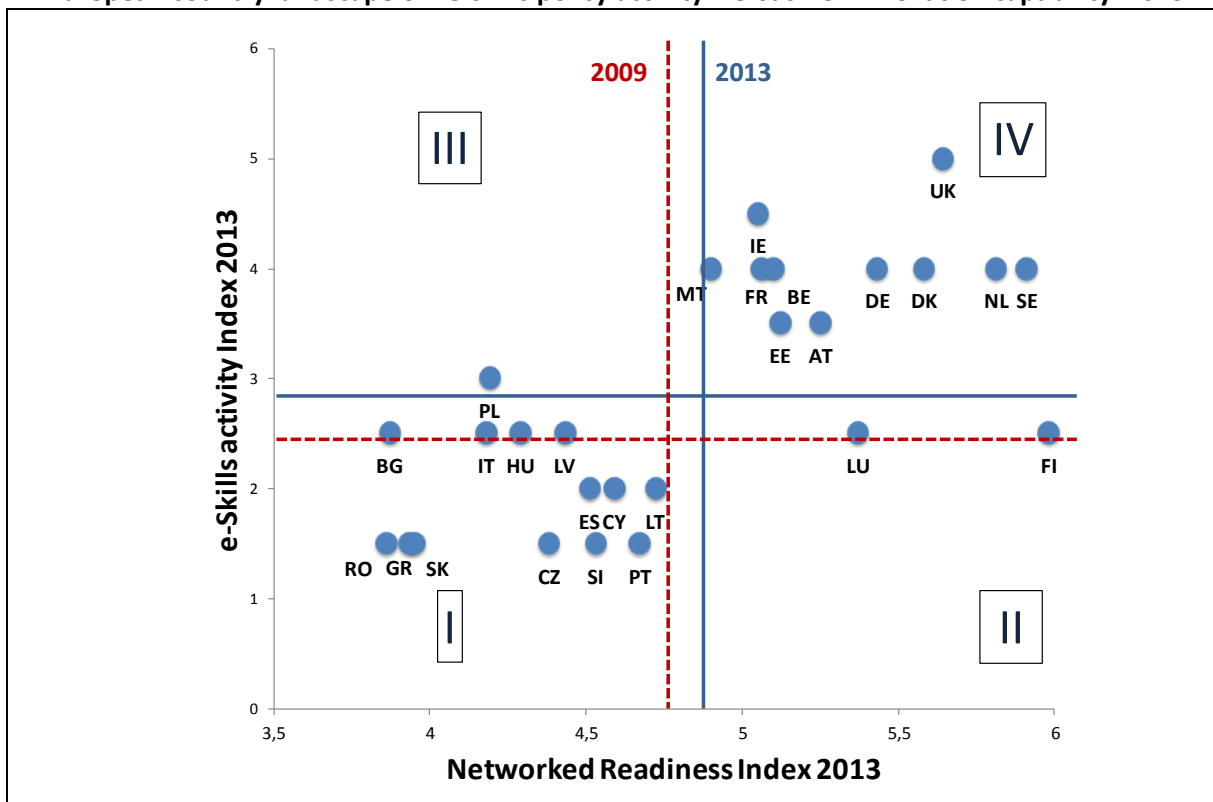 6
2009
2013
III
IV
5
UK
IE
4
MT
FR
BE
DE
DK
NL
SE
EE
AT
3
PL
BG
IT
HU
LV
LU
FI
2
ES
CY
LT
RO
GR
SK
CZ
SI
PT
1
I
II
0
3,5
4
4,5
5
5,5
6
e-Skills activity Index 2013
Networked Readiness Index 2013